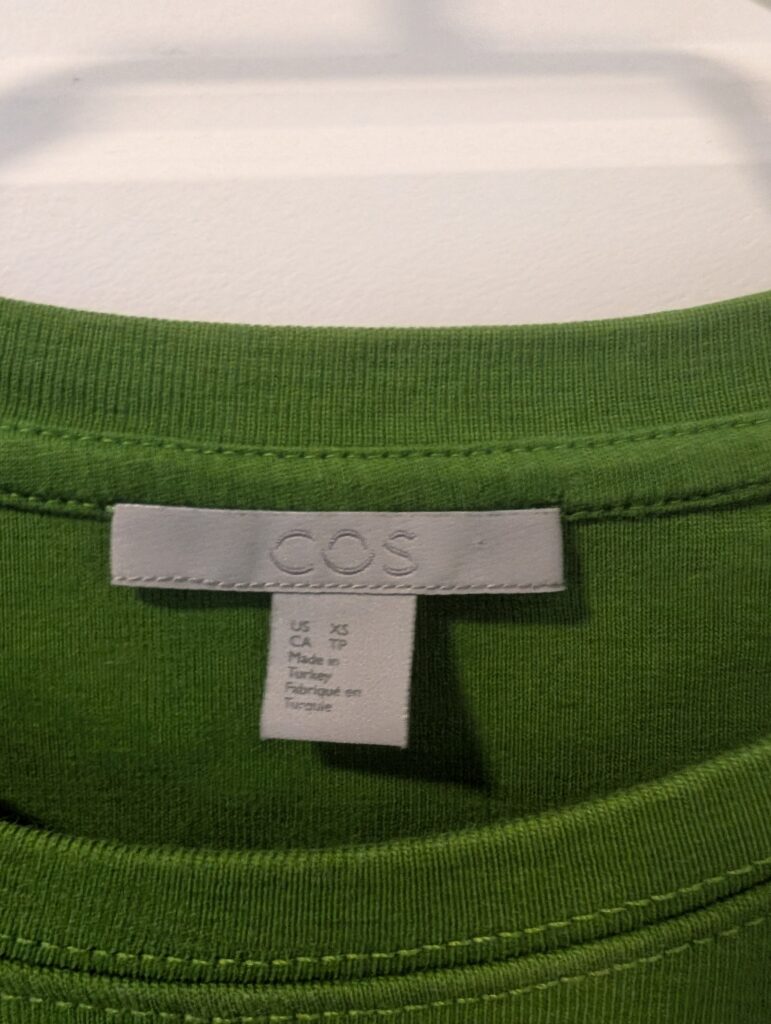 COS
US XS
CA TP
Made in
Turkey
Fabriqué en
Turquie